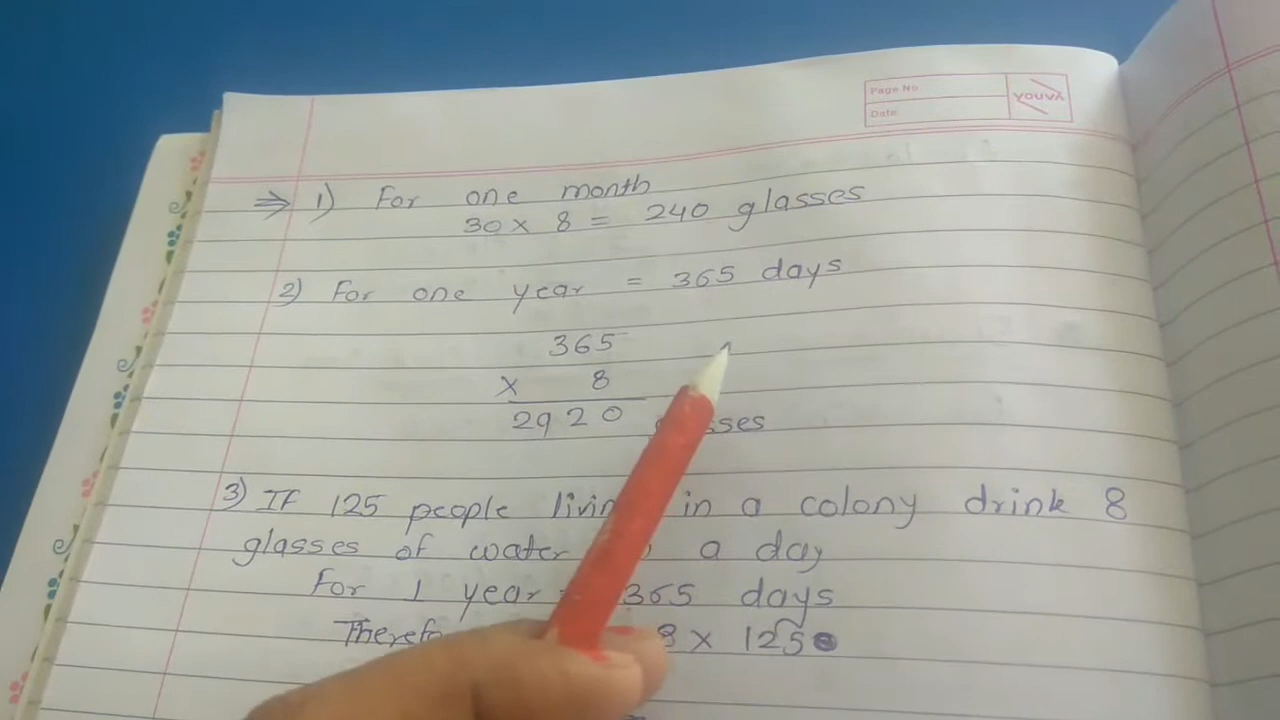 Page No.
Date:
YOUVA
⇒ 1) For one month
30 × 8 = 240 glasses
2) For one year = 365 days
365
× 8
2920
3) If 125 people in a colony drink 8
glasses of water a day
For 1 year 365 days
8 × 125